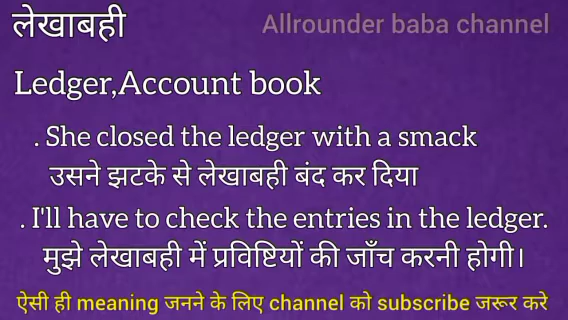 लेखाबही
Allrounder baba channel
Ledger,Account book
. She closed the ledger with a smack
उसने झटके से लेखाबही बंद कर दिया
. I'll have to check the entries in the ledger.
मुझे लेखाबही में प्रविष्टियों की जाँच करनी होगी।
ऐसी ही meaning जनने के लिए channel को subscribe जरूर करे